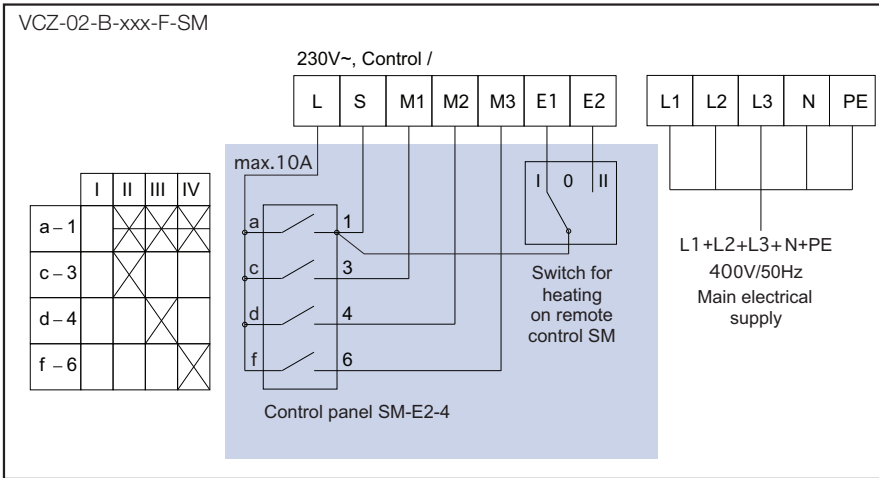 VCZ-02-B-xxx-F-SM
230V~, Control /
L S M1 M2 M3 E1 E2
L1 L2 L3 N PE
max.10A
I II III IV
a – 1
c – 3
d – 4
f – 6
a 1
c 3
d 4
f 6
I 0 II
Switch for
heating
on remote
control SM
Control panel SM-E2-4
L1+L2+L3+N+PE
400V/50Hz
Main electrical
supply